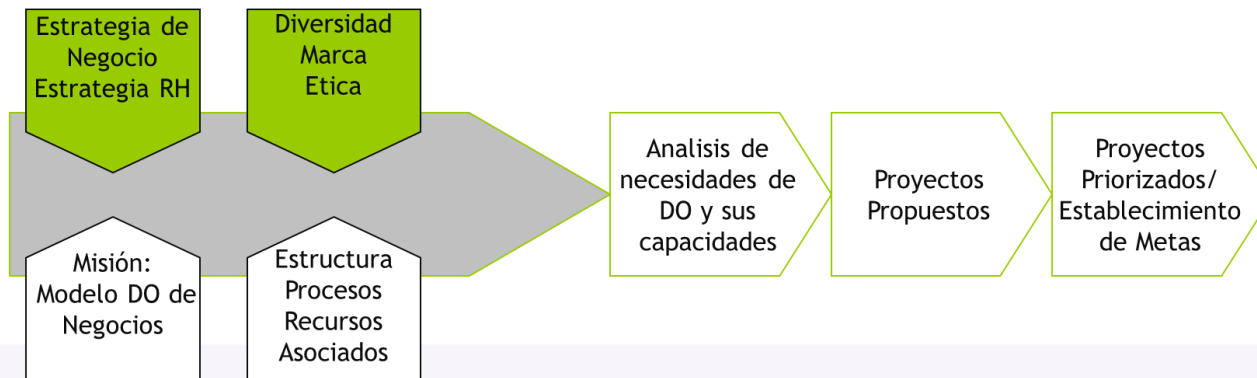 Estrategia de
Negocio
Estrategia RH
Diversidad
Marca
Etica
Misión:
Modelo DO de
Negocios
Estructura
Procesos
Recursos
Asociados
Analisis de
necesidades de
DO y sus
capacidades
Proyectos
Propuestos
Proyectos
Priorizados/
Establecimiento
de Metas